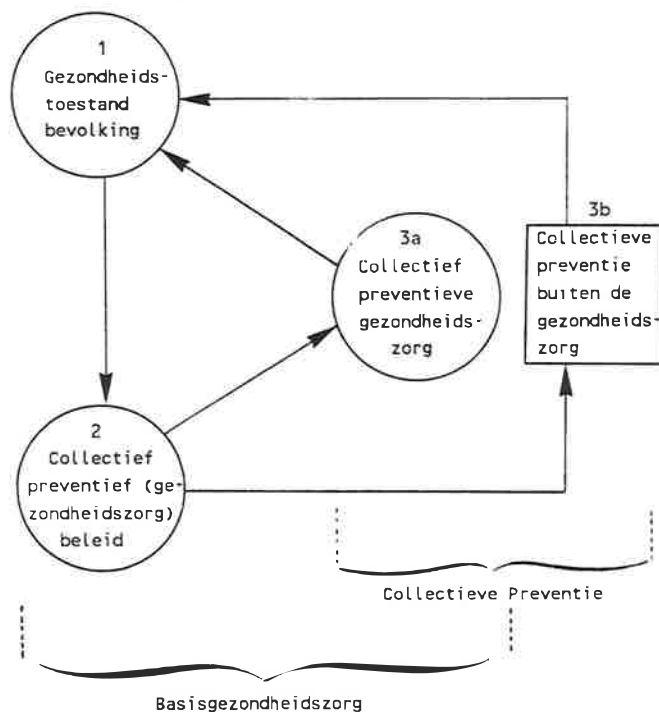 1
Gezondheids-
toestand
bevolking
3a
Collectief
preventieve
gezondheids-
zorg
3b
Collectieve
preventie
buiten de
gezondheids-
zorg
2
Collectief
preventief (ge-
zondheidszorg)
beleid
Collectieve Preventie
Basisgezondheidszorg